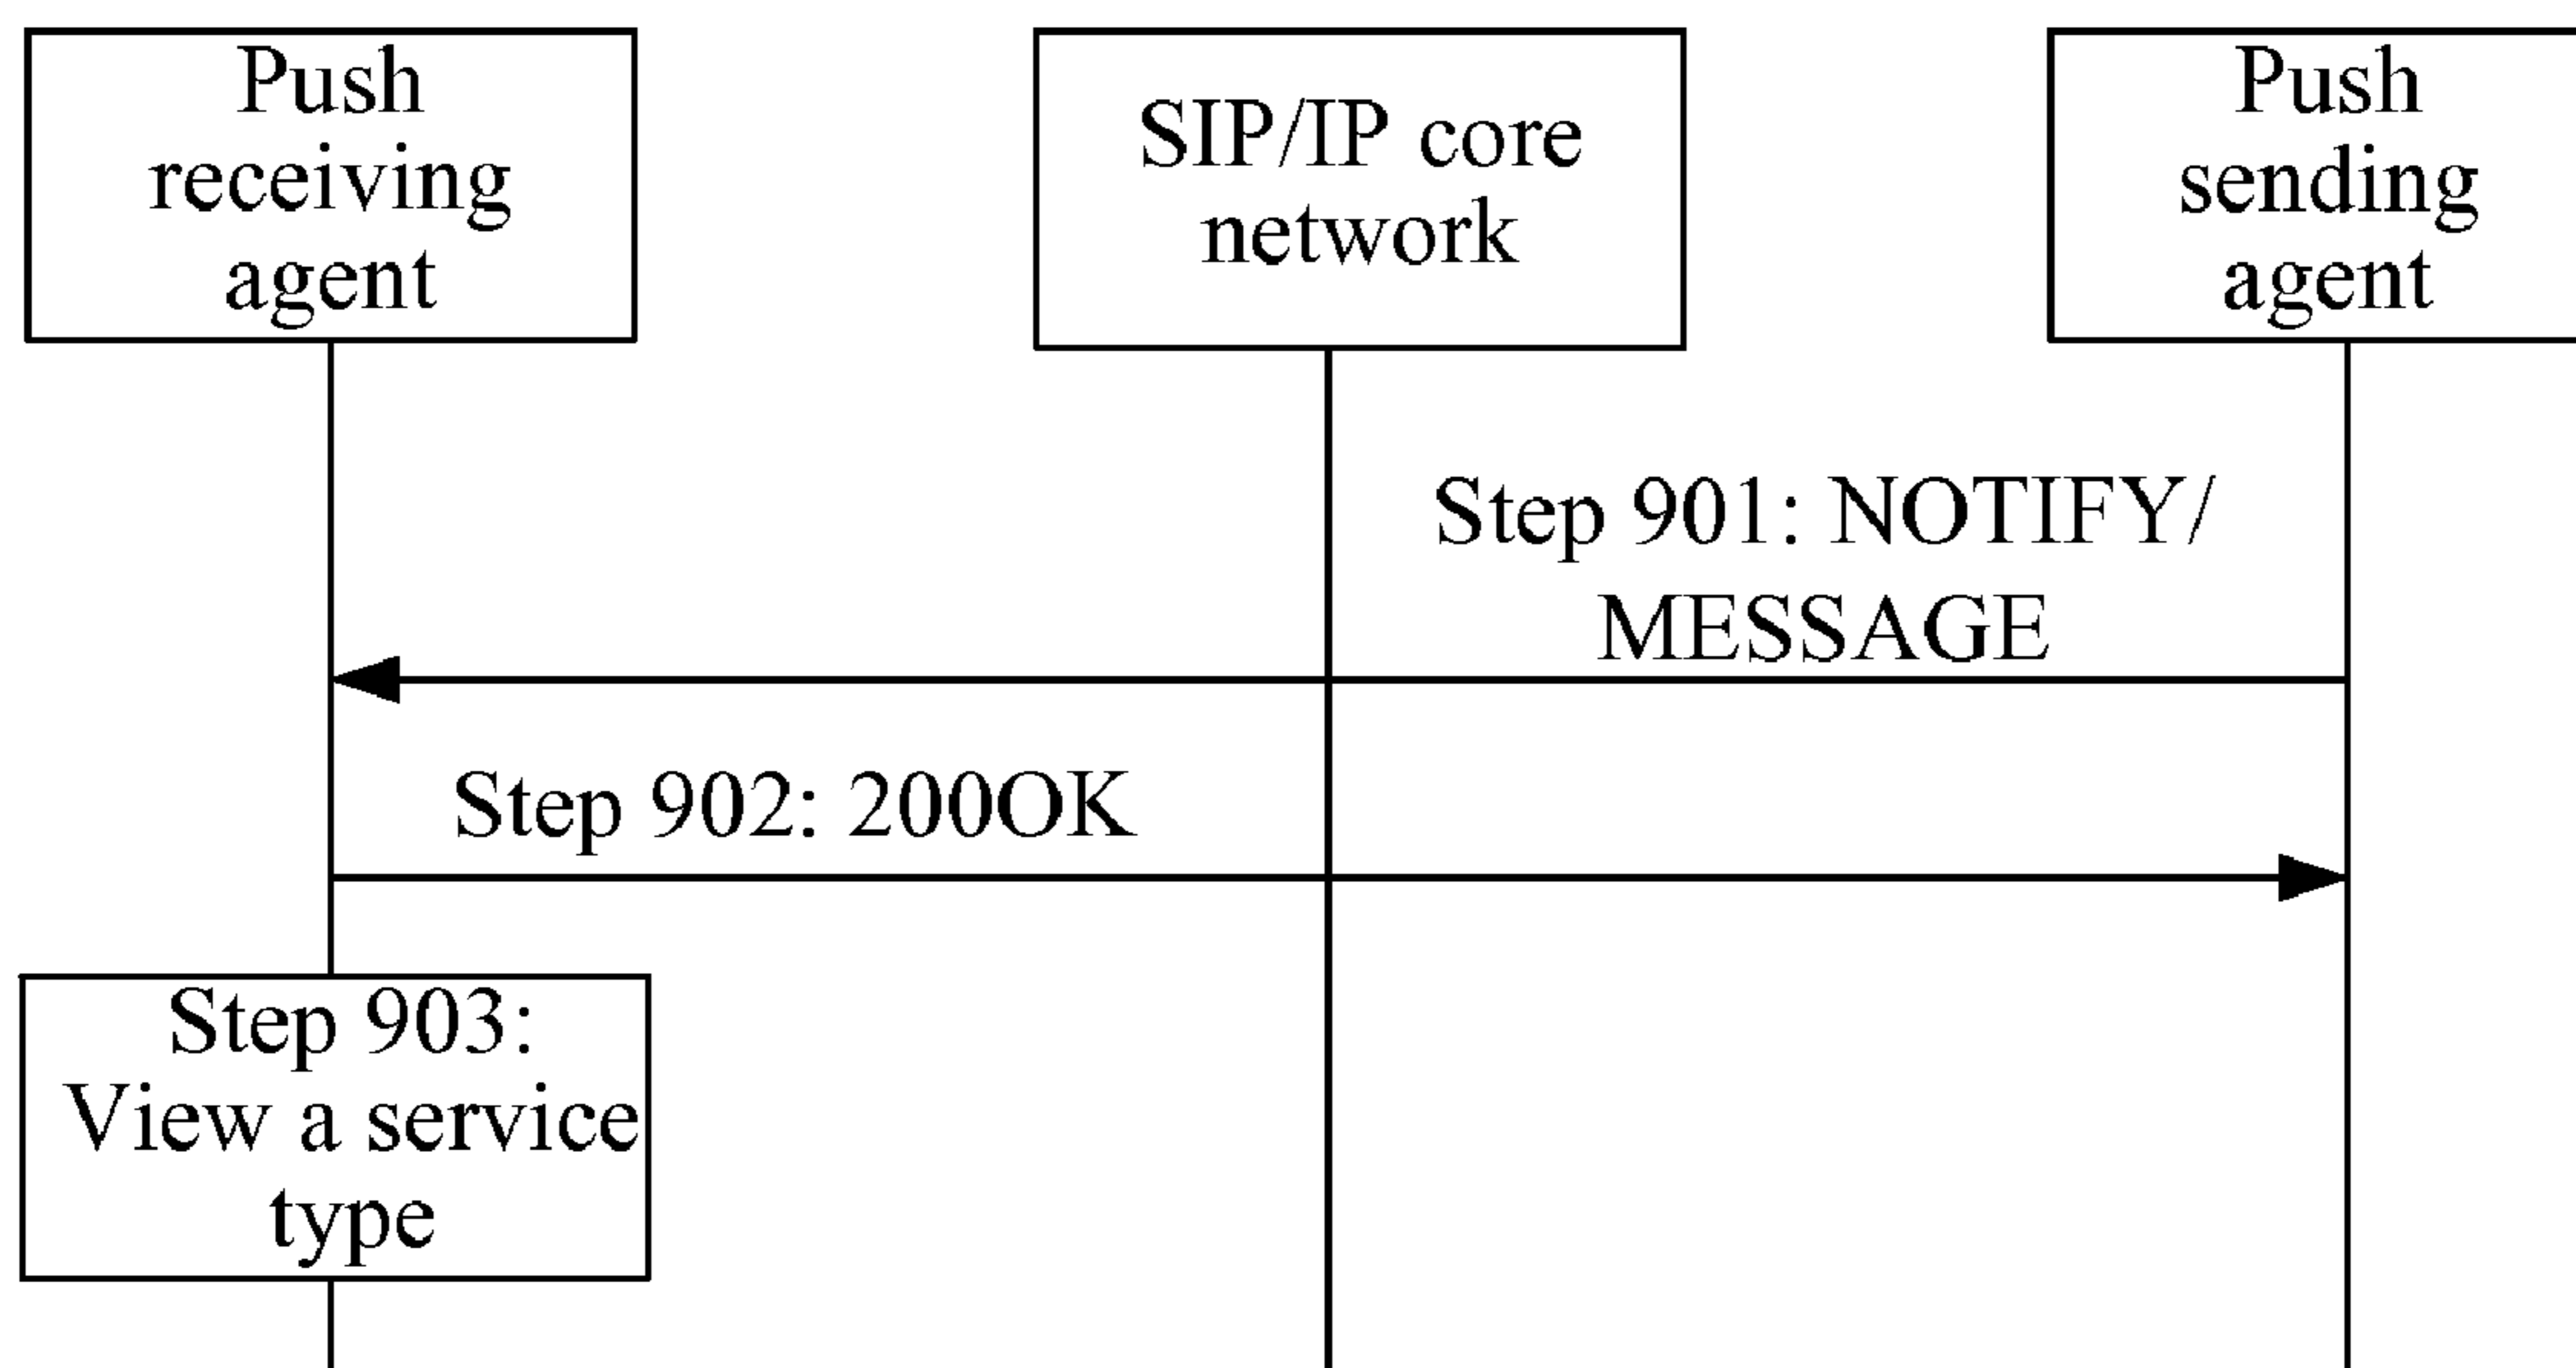 Push
receiving
agent
SIP/IP core
network
Push
sending
agent
Step 901: NOTIFY/
MESSAGE
Step 902: 200OK
Step 903:
View a service
type